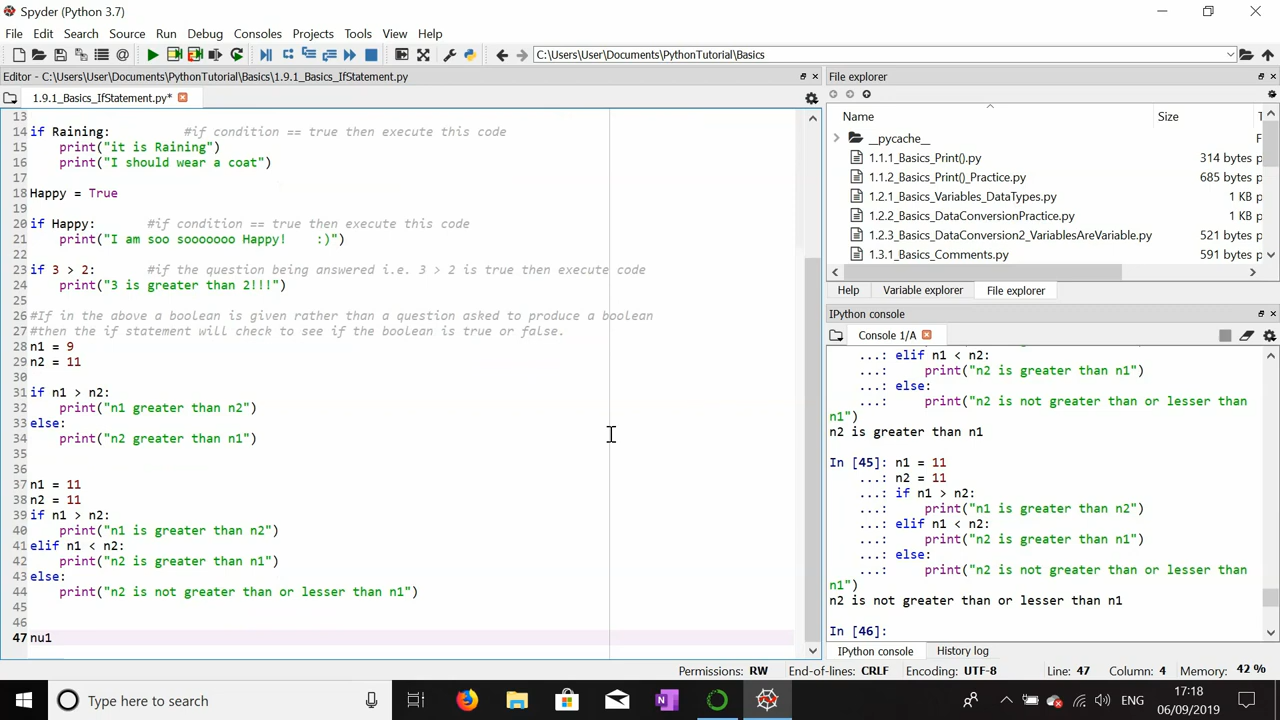 Spyder (Python 3.7)
File Edit Search Source Run Debug Consoles Projects Tools View Help
C:\Users\User\Documents\PythonTutorial\Basics
Editor - C:\Users\User\Documents\PythonTutorial\Basics\1.9.1_Basics_IfStatement.py
1.9.1_Basics_IfStatement.py*
13
14 if Raining:          #if condition == true then execute this code
15     print("it is Raining")
16     print("I should wear a coat")
17
18 Happy = True
19
20 if Happy:       #if condition == true then execute this code
21     print("I am soo sooooooo Happy!    :)")
22
23 if 3 > 2:       #if the question being answered i.e. 3 > 2 is true then execute code
24     print("3 is greater than 2!!!")
25
26 #If in the above a boolean is given rather than a question asked to produce a boolean
27 #then the if statement will check to see if the boolean is true or false.
28 n1 = 9
29 n2 = 11
30
31 if n1 > n2:
32     print("n1 greater than n2")
33 else:
34     print("n2 greater than n1")
35
36
37 n1 = 11
38 n2 = 11
39 if n1 > n2:
40     print("n1 is greater than n2")
41 elif n1 < n2:
42     print("n2 is greater than n1")
43 else:
44     print("n2 is not greater than or lesser than n1")
45
46
47 nu1
File explorer
Name Size T
__pycache__ F
1.1.1_Basics_Print().py 314 bytes p
1.1.2_Basics_Print()_Practice.py 685 bytes p
1.2.1_Basics_Variables_DataTypes.py 1 KB p
1.2.2_Basics_DataConversionPractice.py 1 KB p
1.2.3_Basics_DataConversion2_VariablesAreVariable.py 521 bytes p
1.3.1_Basics_Comments.py 591 bytes p
Help Variable explorer File explorer
IPython console
Console 1/A
...: elif n1 < n2:
...:     print("n2 is greater than n1")
...: else:
...:     print("n2 is not greater than or lesser than
n1")
n2 is greater than n1
In [45]: n1 = 11
...: n2 = 11
...: if n1 > n2:
...:     print("n1 is greater than n2")
...: elif n1 < n2:
...:     print("n2 is greater than n1")
...: else:
...:     print("n2 is not greater than or lesser than
n1")
n2 is not greater than or lesser than n1
In [46]:
IPython console History log
Permissions: RW End-of-lines: CRLF Encoding: UTF-8 Line: 47 Column: 4 Memory: 42 %
Type here to search
ENG
17:18
06/09/2019